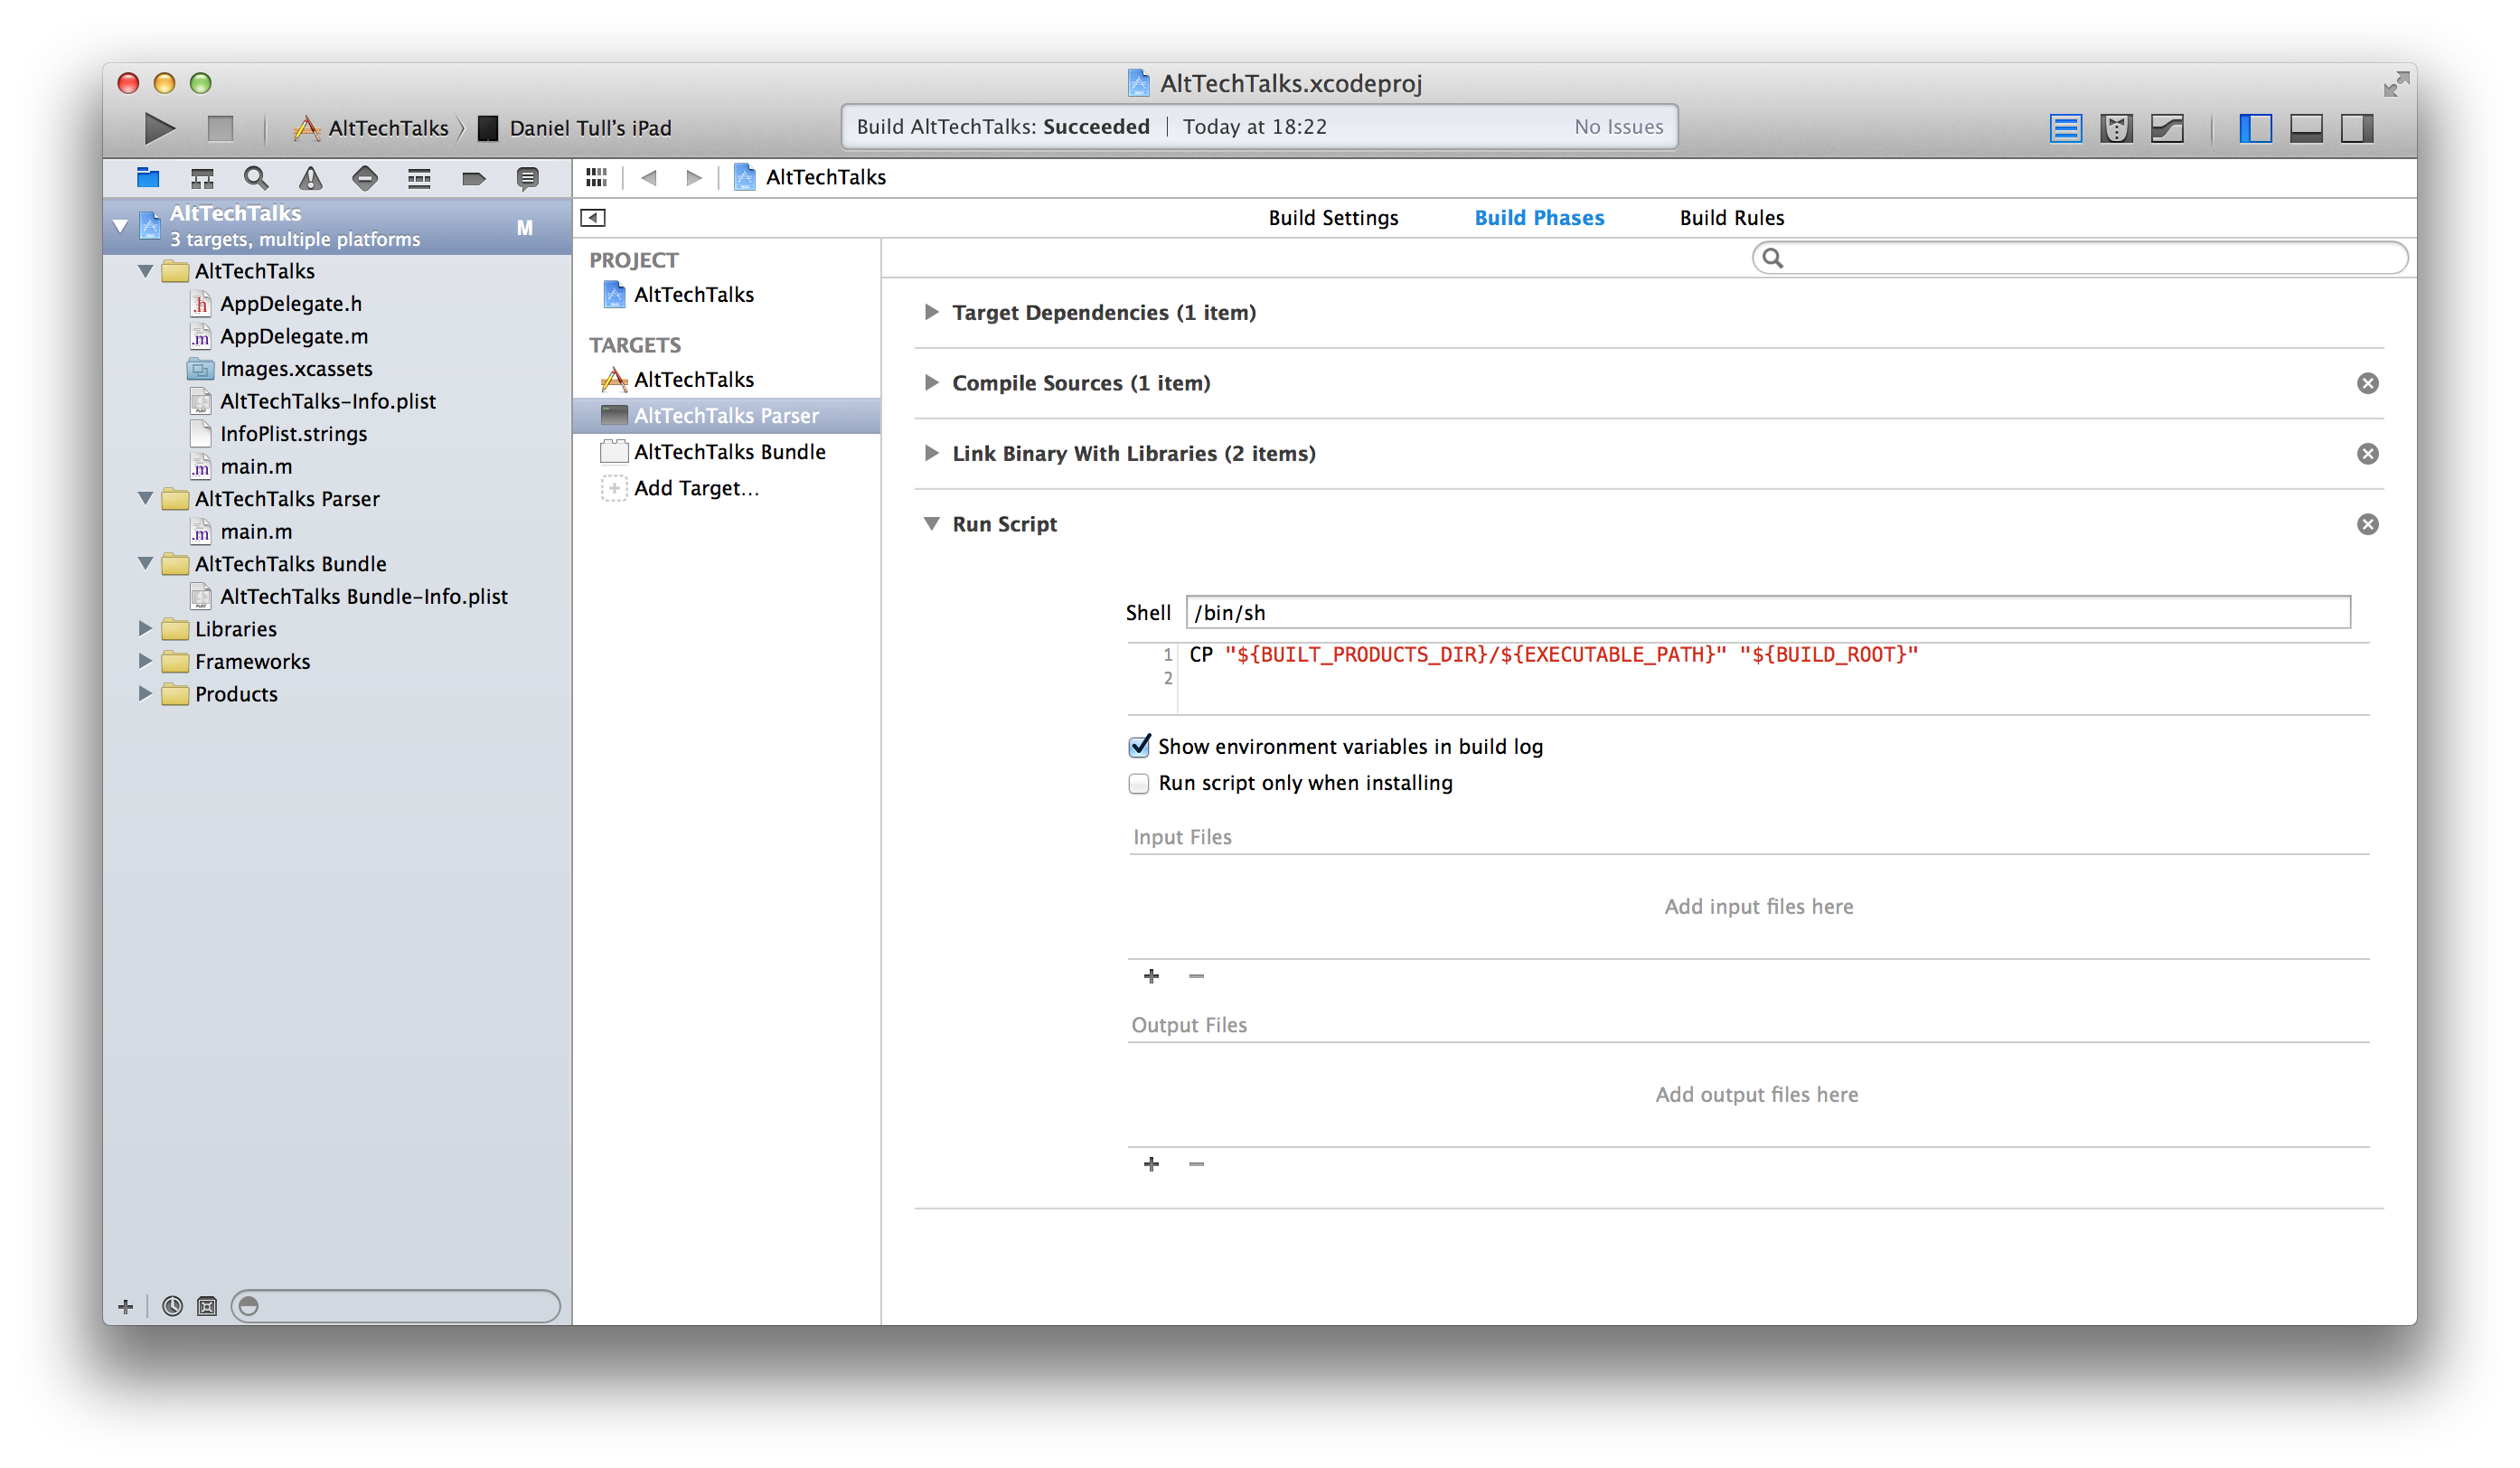 AltTechTalks.xcodeproj
AltTechTalks
Daniel Tull's iPad
Build AltTechTalks: Succeeded | Today at 18:22
No Issues
AltTechTalks
3 targets, multiple platforms
M
AltTechTalks
AppDelegate.h
AppDelegate.m
Images.xcassets
AltTechTalks-Info.plist
InfoPlist.strings
main.m
AltTechTalks Parser
main.m
AltTechTalks Bundle
AltTechTalks Bundle-Info.plist
Libraries
Frameworks
Products
AltTechTalks
Build Settings
Build Phases
Build Rules
PROJECT
AltTechTalks
TARGETS
AltTechTalks
AltTechTalks Parser
AltTechTalks Bundle
Add Target...
Target Dependencies (1 item)
Compile Sources (1 item)
Link Binary With Libraries (2 items)
Run Script
Shell /bin/sh
1 CP "${BUILT_PRODUCTS_DIR}/${EXECUTABLE_PATH}" "${BUILD_ROOT}"
2
Show environment variables in build log
Run script only when installing
Input Files
Add input files here
Output Files
Add output files here